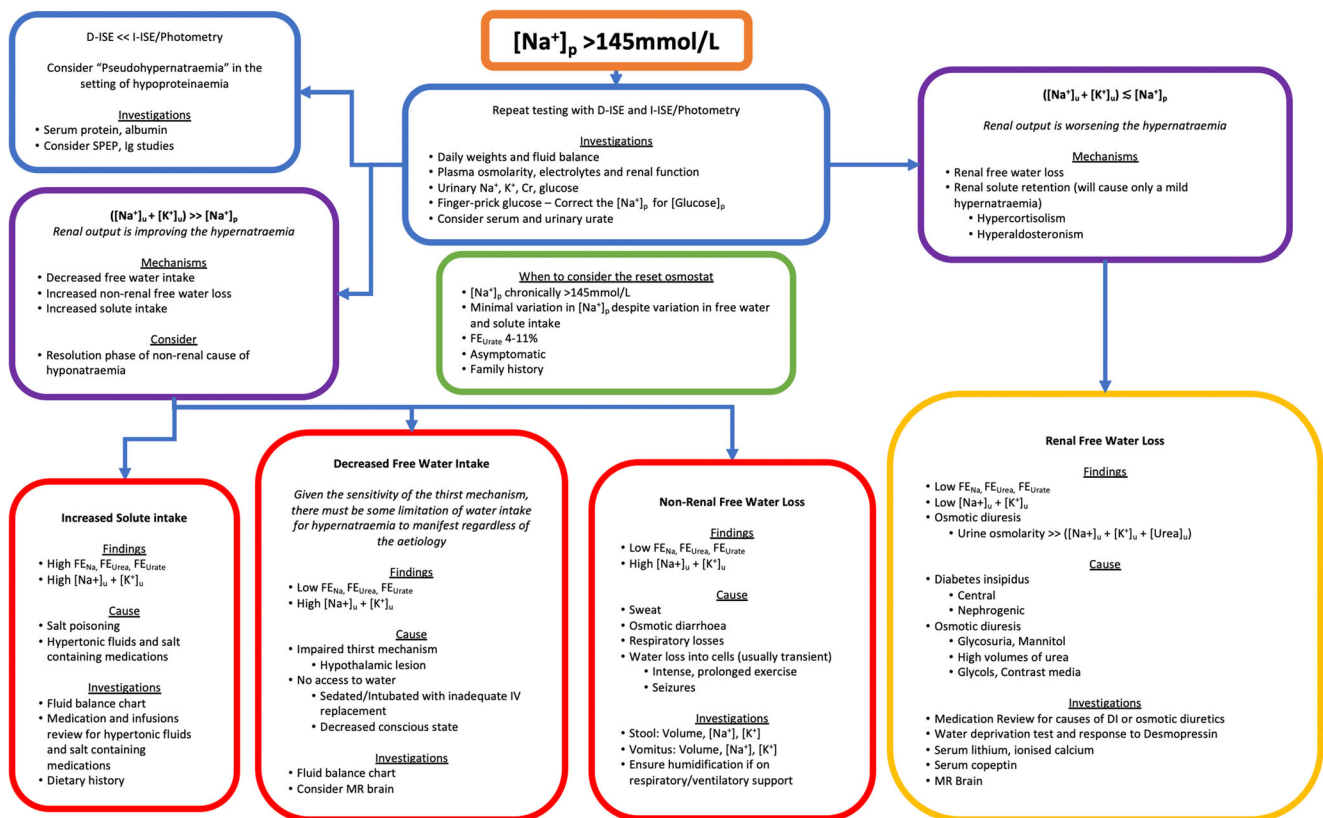 [Na⁺]ₚ >145mmol/L
D-ISE << I-ISE/Photometry
Consider “Pseudohypernatraemia” in the
setting of hypoproteinaemia
Investigations
• Serum protein, albumin
• Consider SPEP, Ig studies
Repeat testing with D-ISE and I-ISE/Photometry
Investigations
• Daily weights and fluid balance
• Plasma osmolarity, electrolytes and renal function
• Urinary Na⁺, K⁺, Cr, glucose
• Finger-prick glucose – Correct the [Na⁺]ₚ for [Glucose]ₚ
• Consider serum and urinary urate
([Na⁺]ᵤ + [K⁺]ᵤ) ≲ [Na⁺]ₚ
Renal output is worsening the hypernatraemia
Mechanisms
• Renal free water loss
• Renal solute retention (will cause only a mild
hypernatraemia)
• Hypercortisolism
• Hyperaldosteronism
([Na⁺]ᵤ + [K⁺]ᵤ) >> [Na⁺]ₚ
Renal output is improving the hypernatraemia
Mechanisms
• Decreased free water intake
• Increased non-renal free water loss
• Increased solute intake
Consider
• Resolution phase of non-renal cause of
hyponatraemia
When to consider the reset osmostat
• [Na⁺]ₚ chronically >145mmol/L
• Minimal variation in [Na⁺]ₚ despite variation in free water
and solute intake
• FE_Urate 4-11%
• Asymptomatic
• Family history
Increased Solute intake
Findings
• High FE_Na, FE_Urea, FE_Urate
• High [Na+]ᵤ + [K⁺]ᵤ
Cause
• Salt poisoning
• Hypertonic fluids and salt
containing medications
Investigations
• Fluid balance chart
• Medication and infusions
review for hypertonic fluids
and salt containing
medications
• Dietary history
Decreased Free Water Intake
Given the sensitivity of the thirst mechanism,
there must be some limitation of water intake
for hypernatraemia to manifest regardless of
the aetiology
Findings
• Low FE_Na, FE_Urea, FE_Urate
• High [Na+]ᵤ + [K⁺]ᵤ
Cause
• Impaired thirst mechanism
• Hypothalamic lesion
• No access to water
• Sedated/Intubated with inadequate IV
replacement
• Decreased conscious state
Investigations
• Fluid balance chart
• Consider MR brain
Non-Renal Free Water Loss
Findings
• Low FE_Na, FE_Urea, FE_Urate
• High [Na+]ᵤ + [K⁺]ᵤ
Cause
• Sweat
• Osmotic diarrhoea
• Respiratory losses
• Water loss into cells (usually transient)
• Intense, prolonged exercise
• Seizures
Investigations
• Stool: Volume, [Na⁺], [K⁺]
• Vomitus: Volume, [Na⁺], [K⁺]
• Ensure humidification if on
respiratory/ventilatory support
Renal Free Water Loss
Findings
• Low FE_Na, FE_Urea, FE_Urate
• Low [Na+]ᵤ + [K⁺]ᵤ
• Osmotic diuresis
• Urine osmolarity >> ([Na+]ᵤ + [K⁺]ᵤ + [Urea]ᵤ)
Cause
• Diabetes insipidus
• Central
• Nephrogenic
• Osmotic diuresis
• Glycosuria, Mannitol
• High volumes of urea
• Glycols, Contrast media
Investigations
• Medication Review for causes of DI or osmotic diuretics
• Water deprivation test and response to Desmopressin
• Serum lithium, ionised calcium
• Serum copeptin
• MR Brain